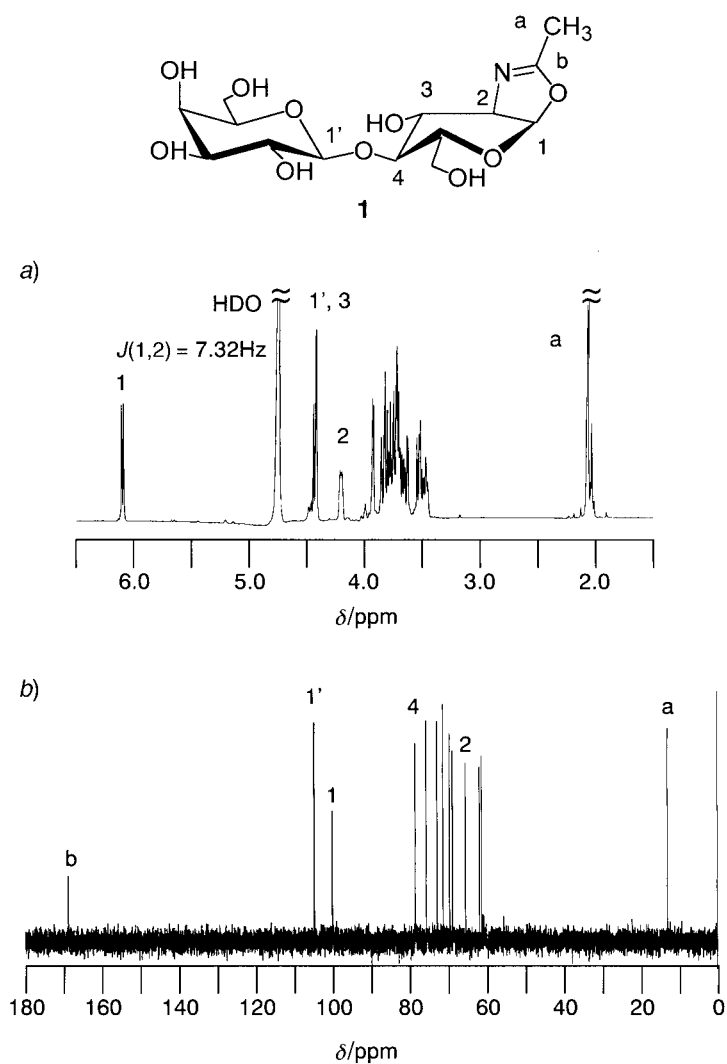 a CH3
b
N
OH
OH
O
3
2
O
HO
1'
HO
O
O
1
OH
4
OH
1
a)
HDO
1', 3
J(1,2) = 7.32Hz
a
1
2
6.0 5.0 4.0 3.0 2.0
δ/ppm
b)
1'
4
a
2
1
b
180 160 140 120 100 80 60 40 20 0
δ/ppm